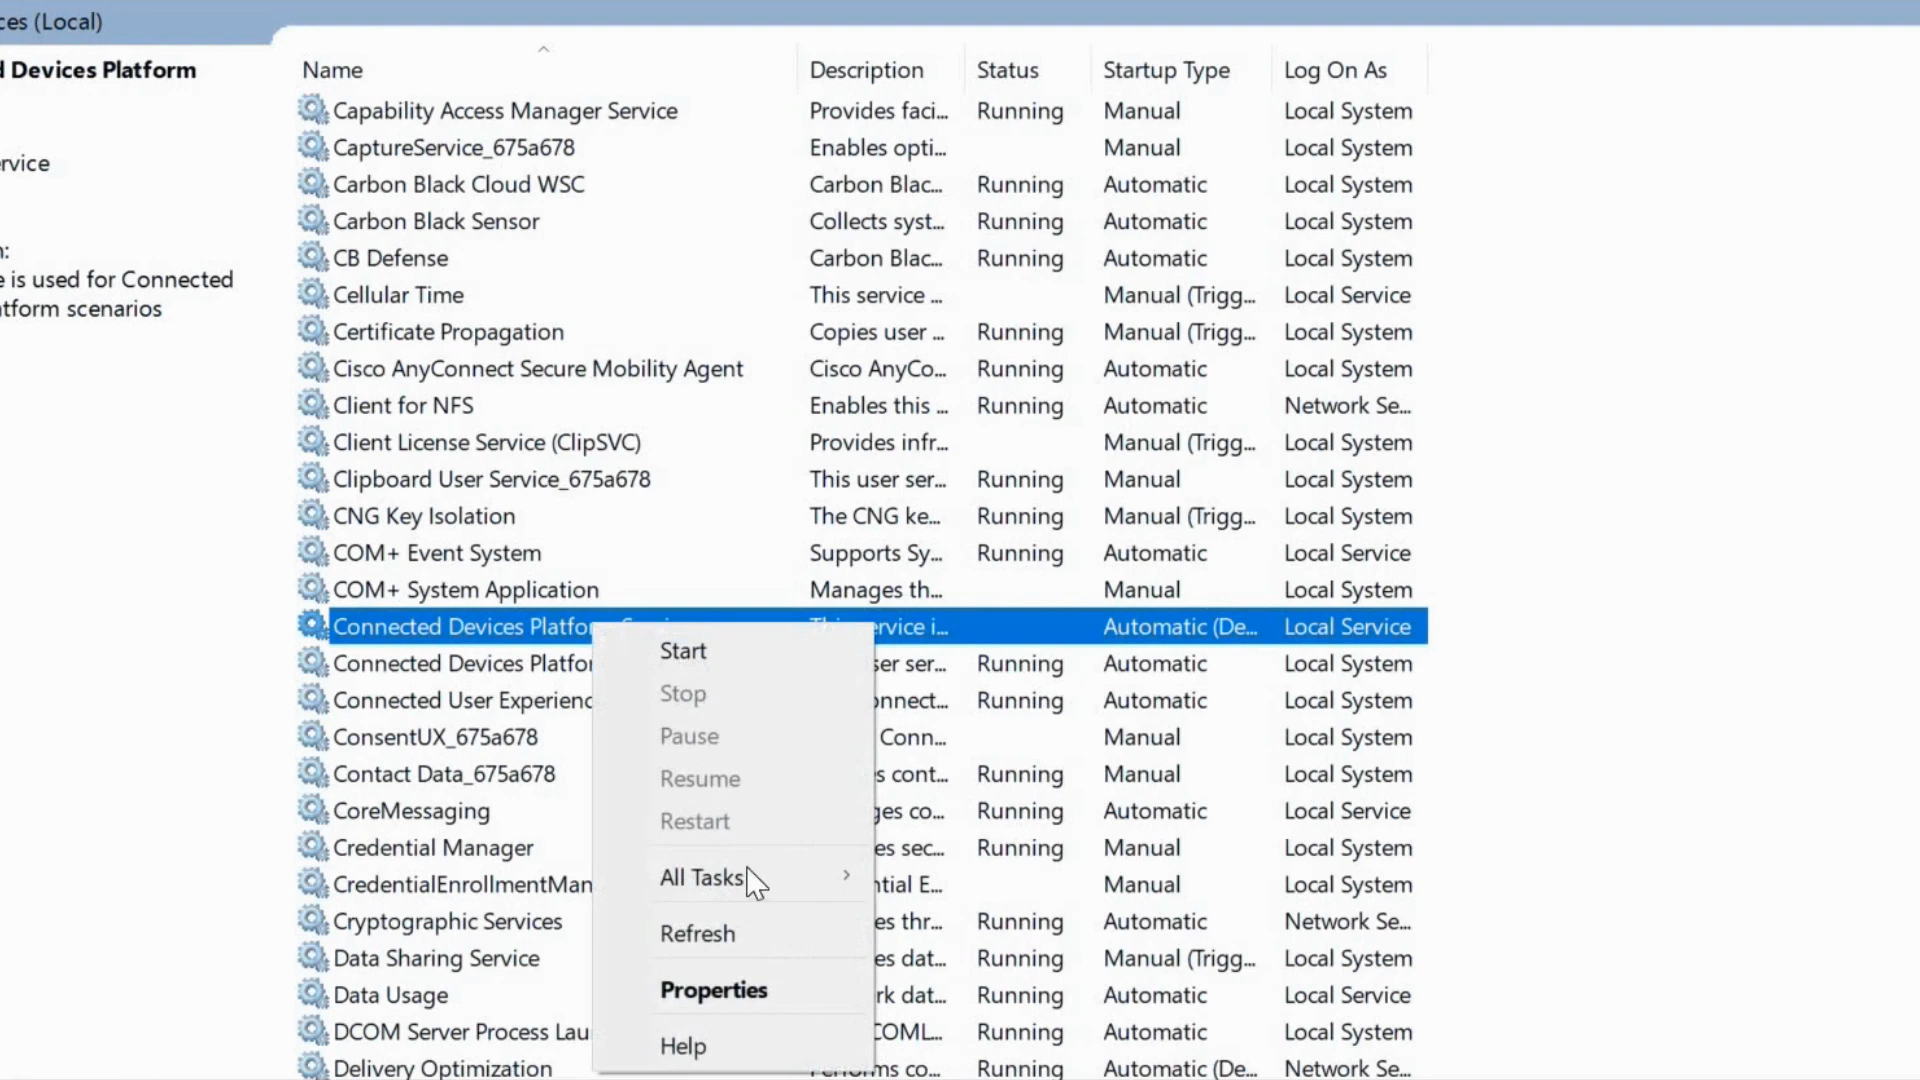 ces (Local)
d Devices Platform
rvice
n:
e is used for Connected
atform scenarios
Name Description Status Startup Type Log On As
Capability Access Manager Service Provides faci... Running Manual Local System
CaptureService_675a678 Enables opti... Manual Local System
Carbon Black Cloud WSC Carbon Blac... Running Automatic Local System
Carbon Black Sensor Collects syst... Running Automatic Local System
CB Defense Carbon Blac... Running Automatic Local System
Cellular Time This service ... Manual (Trigg... Local Service
Certificate Propagation Copies user ... Running Manual (Trigg... Local System
Cisco AnyConnect Secure Mobility Agent Cisco AnyCo... Running Automatic Local System
Client for NFS Enables this ... Running Automatic Network Se...
Client License Service (ClipSVC) Provides infr... Manual (Trigg... Local System
Clipboard User Service_675a678 This user ser... Running Manual Local System
CNG Key Isolation The CNG ke... Running Manual (Trigg... Local System
COM+ Event System Supports Sy... Running Automatic Local Service
COM+ System Application Manages th... Manual Local System
Connected Devices Platfor ervice i... Automatic (De... Local Service
Connected Devices Platfor ser ser... Running Automatic Local System
Connected User Experienc onnect... Running Automatic Local System
ConsentUX_675a678 Conn... Manual Local System
Contact Data_675a678 s cont... Running Manual Local System
CoreMessaging ges co... Running Automatic Local Service
Credential Manager es sec... Running Manual Local System
CredentialEnrollmentMan ntial E... Manual Local System
Cryptographic Services es thr... Running Automatic Network Se...
Data Sharing Service es dat... Running Manual (Trigg... Local System
Data Usage rk dat... Running Automatic Local Service
DCOM Server Process Lau COML... Running Automatic Local System
Delivery Optimization ms co... Running Automatic (De... Local System
Start
Stop
Pause
Resume
Restart
All Tasks
Refresh
Properties
Help